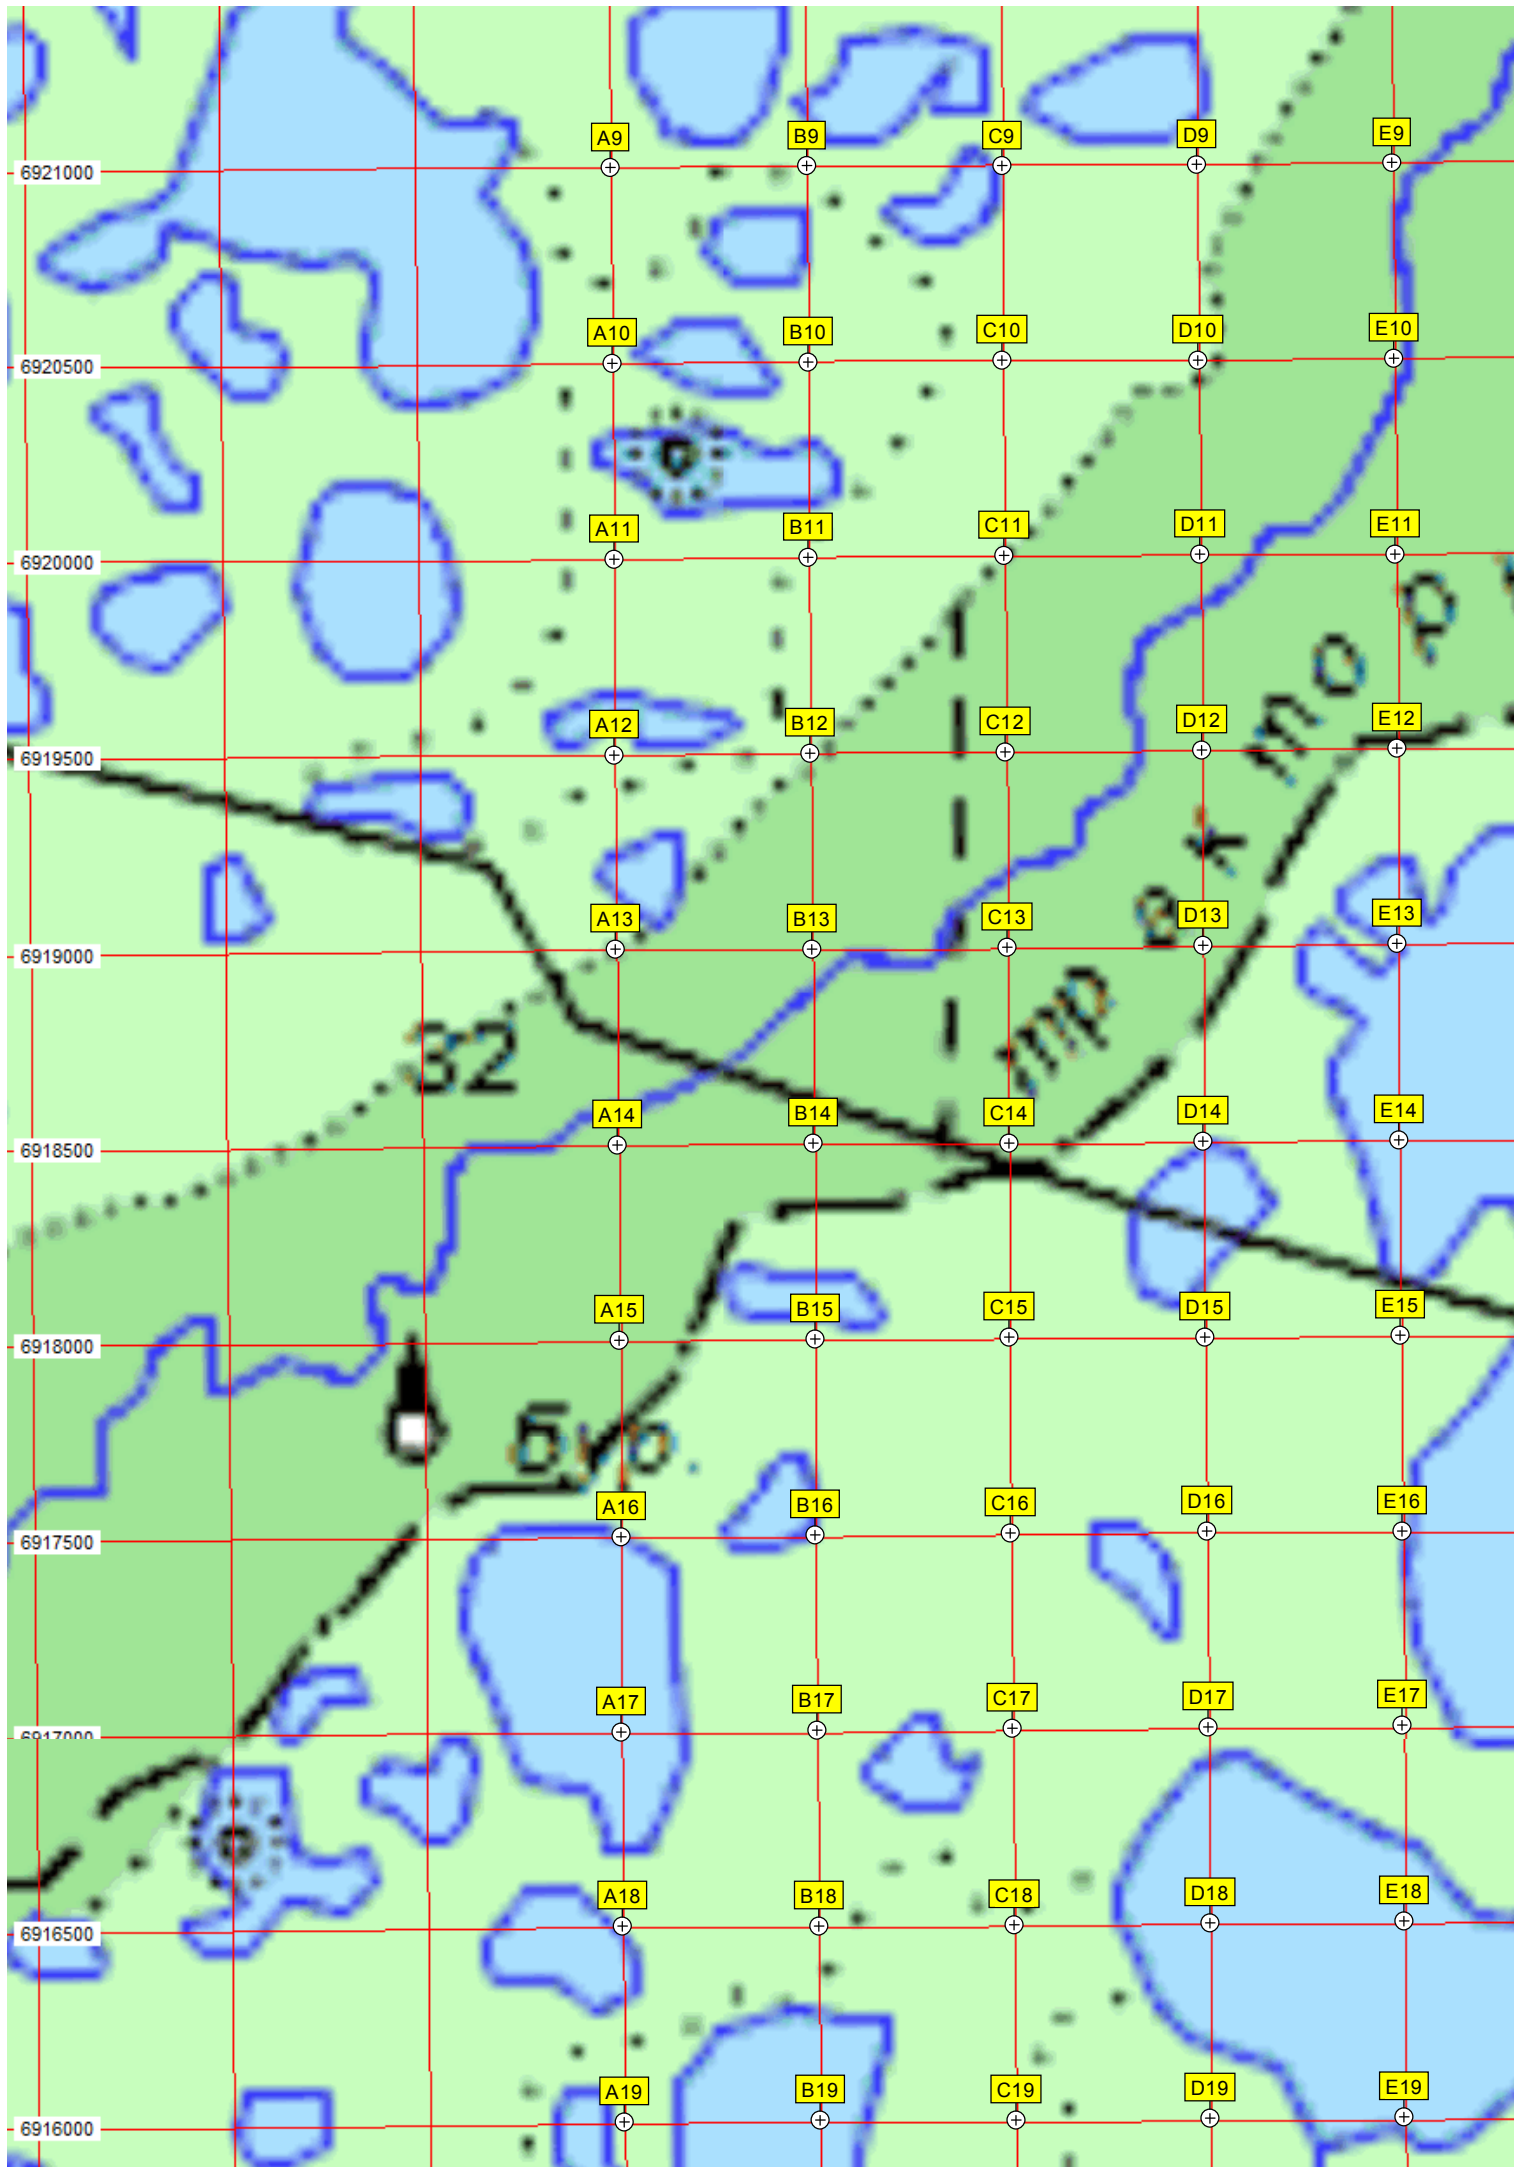 A9 B9 C9 D9 E9
6921000
A10 B10 C10 D10 E10
6920500
A11 B11 C11 D11 E11
6920000
A12 B12 C12 D12 E12
6919500
A13 B13 C13 D13 E13
6919000
32
A14 B14 C14 D14 E14
6918500
A15 B15 C15 D15 E15
6918000
бур.
A16 B16 C16 D16 E16
6917500
A17 B17 C17 D17 E17
6917000
A18 B18 C18 D18 E18
6916500
A19 B19 C19 D19 E19
6916000
трактор